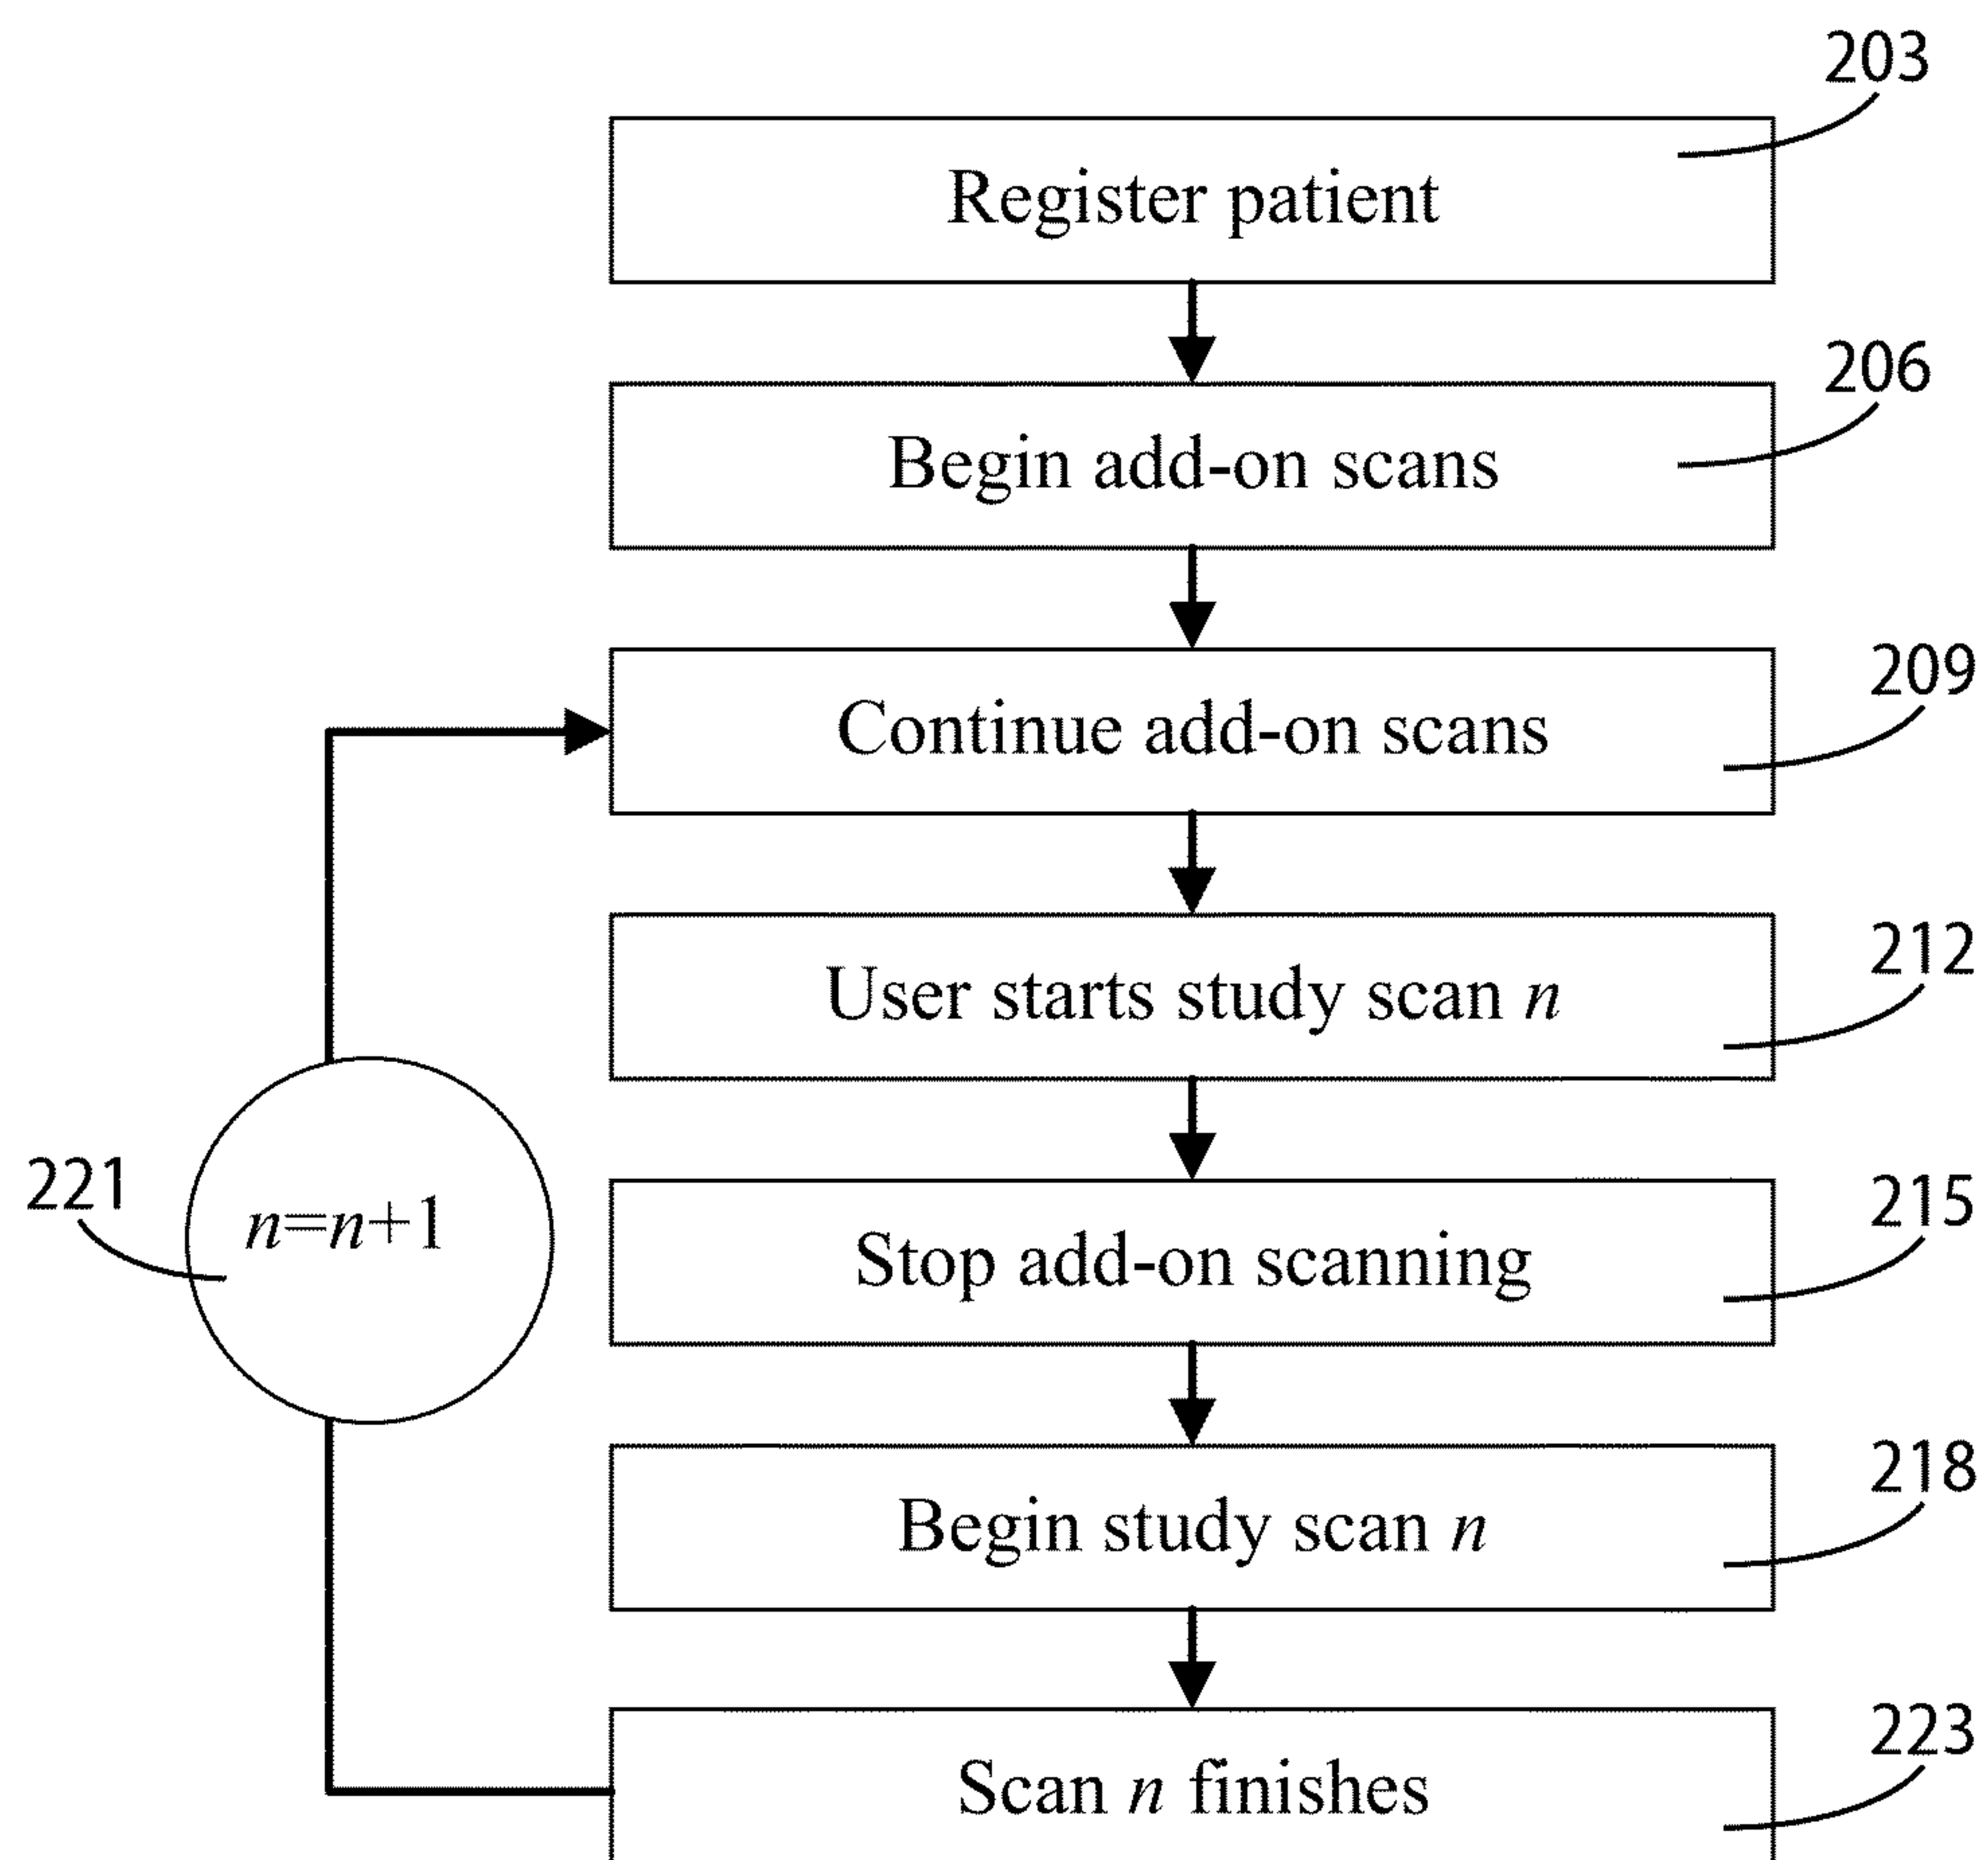 203
Register patient
206
Begin add-on scans
209
Continue add-on scans
212
User starts study scan n
221
n=n+1
215
Stop add-on scanning
218
Begin study scan n
223
Scan n finishes